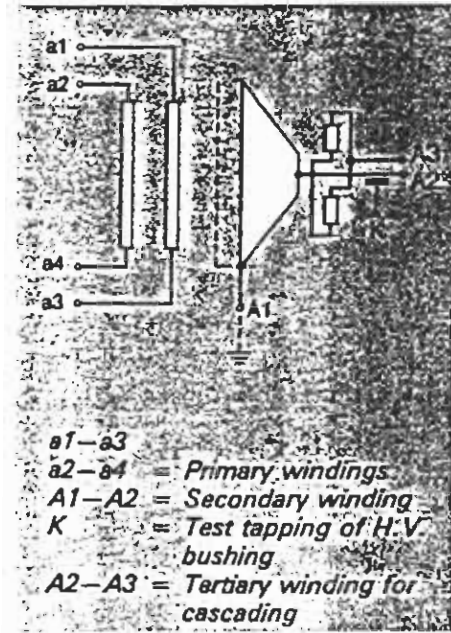 a1
a2
a4
a3
A1
K
a1–a3
a2–a4 = Primary windings
A1–A2 = Secondary winding
K = Test tapping of H.V
bushing
A2–A3 = Tertiary winding for
cascading